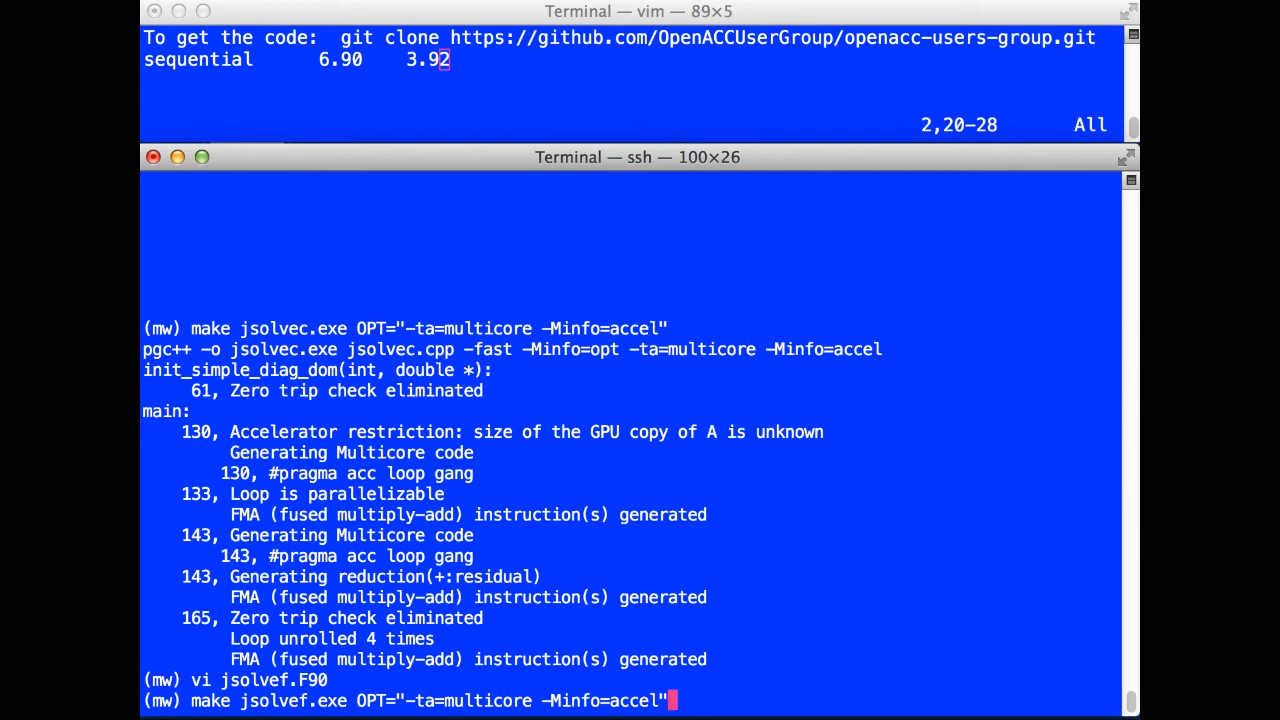 Terminal — vim — 89×5
To get the code:  git clone https://github.com/OpenACCUserGroup/openacc-users-group.git
sequential       6.90     3.92
2,20-28        All
Terminal — ssh — 100×26
(mw) make jsolvec.exe OPT="-ta=multicore -Minfo=accel"
pgc++ -o jsolvec.exe jsolvec.cpp -fast -Minfo=opt -ta=multicore -Minfo=accel
init_simple_diag_dom(int, double *):
     61, Zero trip check eliminated
main:
    130, Accelerator restriction: size of the GPU copy of A is unknown
         Generating Multicore code
        130, #pragma acc loop gang
    133, Loop is parallelizable
         FMA (fused multiply-add) instruction(s) generated
    143, Generating Multicore code
        143, #pragma acc loop gang
    143, Generating reduction(+:residual)
         FMA (fused multiply-add) instruction(s) generated
    165, Zero trip check eliminated
         Loop unrolled 4 times
         FMA (fused multiply-add) instruction(s) generated
(mw) vi jsolvef.F90
(mw) make jsolvef.exe OPT="-ta=multicore -Minfo=accel"